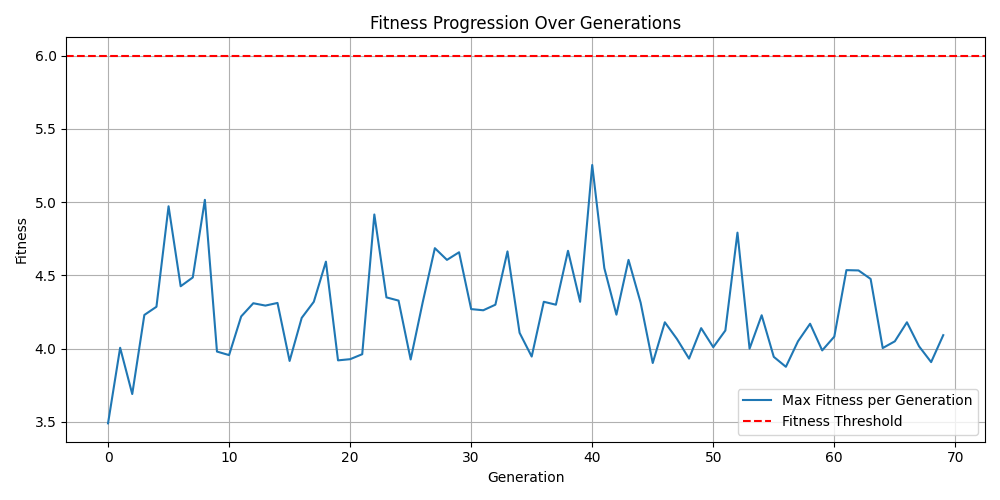 Fitness Progression Over Generations
Fitness
6.0
5.5
5.0
4.5
4.0
3.5
0 10 20 30 40 50 60 70
Generation
Max Fitness per Generation
Fitness Threshold